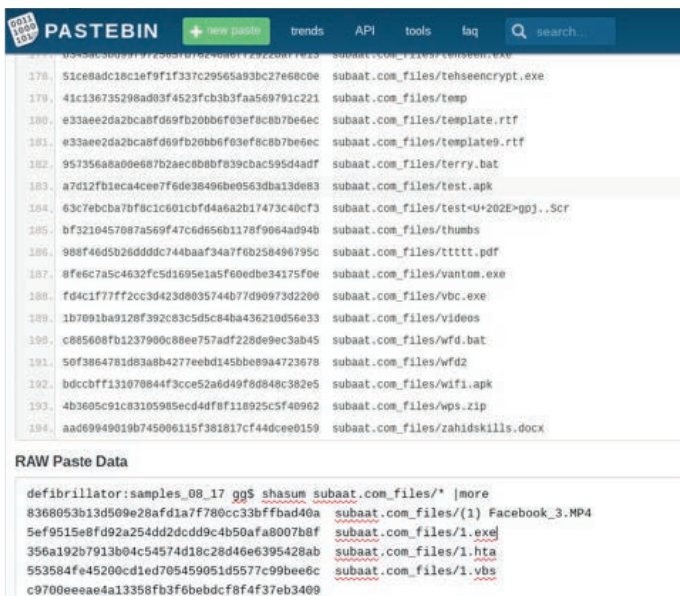 0011
1000
101
PASTEBIN
new paste
trends
API
tools
faq
search...
178. 51ce8adc18c1ef9f1f337c29565a93bc27e68c0e subaat.com_files/tehseencrypt.exe
179. 41c136735298ad03f4523fcb3b3faa569791c221 subaat.com_files/temp
180. e33aee2da2bca8fd69fb20bb6f03ef8c8b7be6ec subaat.com_files/template.rtf
181. e33aee2da2bca8fd69fb20bb6f03ef8c8b7be6ec subaat.com_files/template9.rtf
182. 957356a8a00e687b2aec8b8bf839cbac595d4adf subaat.com_files/terry.bat
183. a7d12fb1eca4cee7f6de38496be0563dba13de83 subaat.com_files/test.apk
184. 63c7ebcba7bf8c1c601cbfd4a6a2b17473c40cf3 subaat.com_files/test<U+202E>gpj..Scr
185. bf3210457087a569f47c6d656b1178f9064ad94b subaat.com_files/thumbs
186. 988f46d5b26ddddc744baaf34a7f6b258496795c subaat.com_files/ttttt.pdf
187. 8fe6c7a5c4632fc5d1695e1a5f60edbe34175f0e subaat.com_files/vantom.exe
188. fd4c1f77ff2cc3d423d8035744b77d90973d2200 subaat.com_files/vbc.exe
189. 1b7091ba9128f392c83c5d5c84ba436210d56e33 subaat.com_files/videos
190. c885608fb1237900c88ee757adf228de9ec3ab45 subaat.com_files/wfd.bat
191. 50f3864781d83a8b4277eebd145bbe89a4723678 subaat.com_files/wfd2
192. bdccbff131070844f3cce52a6d49f8d848c382e5 subaat.com_files/wifi.apk
193. 4b3605c91c83105985ecd4df8f118925c5f40962 subaat.com_files/wps.zip
194. aad69949019b745006115f381817cf44dcee0159 subaat.com_files/zahidskills.docx
RAW Paste Data
defibrillator:samples_08_17 gg$ shasum subaat.com_files/* |more
8368053b13d509e28afd1a7f780cc33bffbad40a subaat.com_files/(1) Facebook_3.MP4
5ef9515e8fd92a254dd2dcdd9c4b50afa8007b8f subaat.com_files/1.exe
356a192b7913b04c54574d18c28d46e6395428ab subaat.com_files/1.hta
553584fe45200cd1ed705459051d5577c99bee6c subaat.com_files/1.vbs
c9700eeeae4a13358fb3f6bebdcf8f4f37eb3409